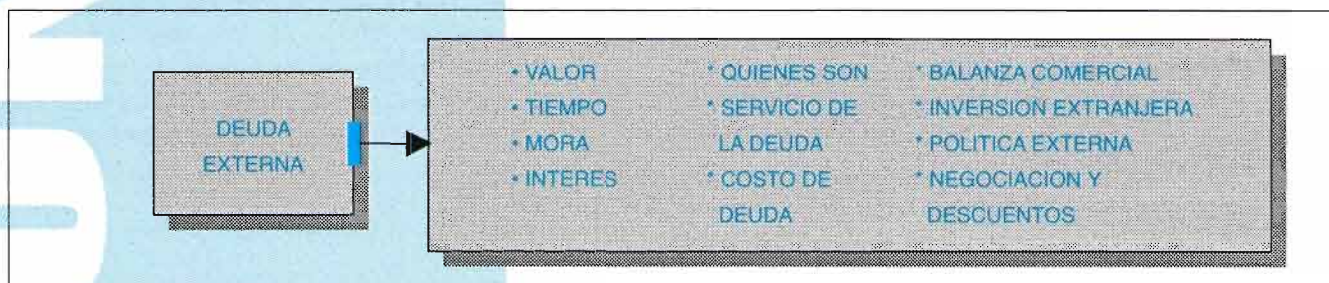 DEUDA
EXTERNA
• VALOR
• TIEMPO
• MORA
• INTERES
* QUIENES SON
* SERVICIO DE
LA DEUDA
* COSTO DE
DEUDA
* BALANZA COMERCIAL
* INVERSION EXTRANJERA
* POLITICA EXTERNA
* NEGOCIACION Y
DESCUENTOS